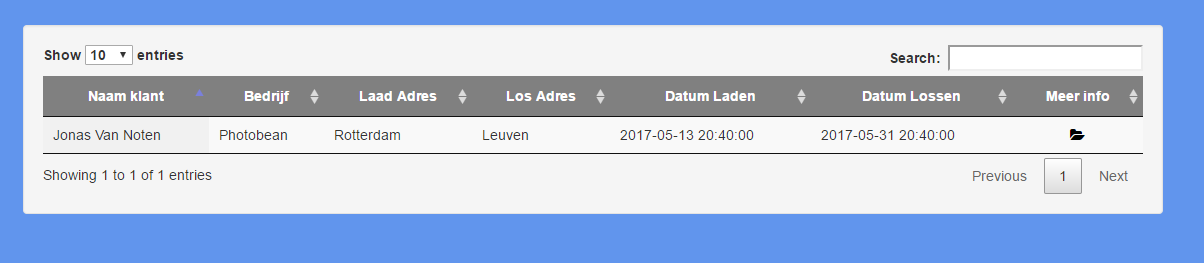 Show 10 entries Search:
Naam klant Bedrijf Laad Adres Los Adres Datum Laden Datum Lossen Meer info
Jonas Van Noten Photobean Rotterdam Leuven 2017-05-13 20:40:00 2017-05-31 20:40:00
Showing 1 to 1 of 1 entries Previous 1 Next